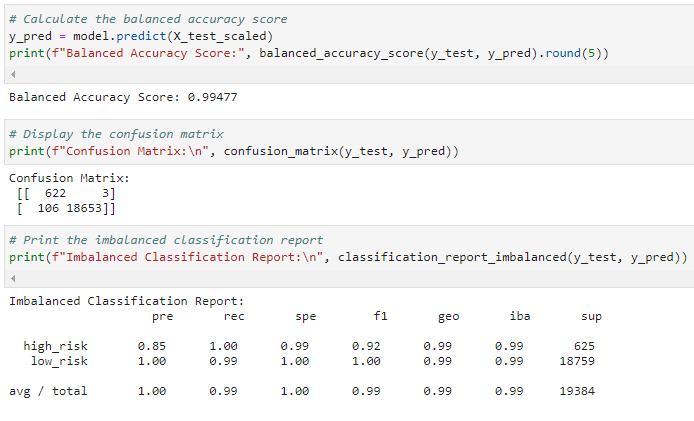 # Calculate the balanced accuracy score
y_pred = model.predict(X_test_scaled)
print(f"Balanced Accuracy Score:", balanced_accuracy_score(y_test, y_pred).round(5))
Balanced Accuracy Score: 0.99477
# Display the confusion matrix
print(f"Confusion Matrix:\n", confusion_matrix(y_test, y_pred))
Confusion Matrix:
[[  622     3]
[  106 18653]]
# Print the imbalanced classification report
print(f"Imbalanced Classification Report:\n", classification_report_imbalanced(y_test, y_pred))
Imbalanced Classification Report:
pre rec spe f1 geo iba sup
high_risk 0.85 1.00 0.99 0.92 0.99 0.99 625
low_risk 1.00 0.99 1.00 1.00 0.99 0.99 18759
avg / total 1.00 0.99 1.00 0.99 0.99 0.99 19384